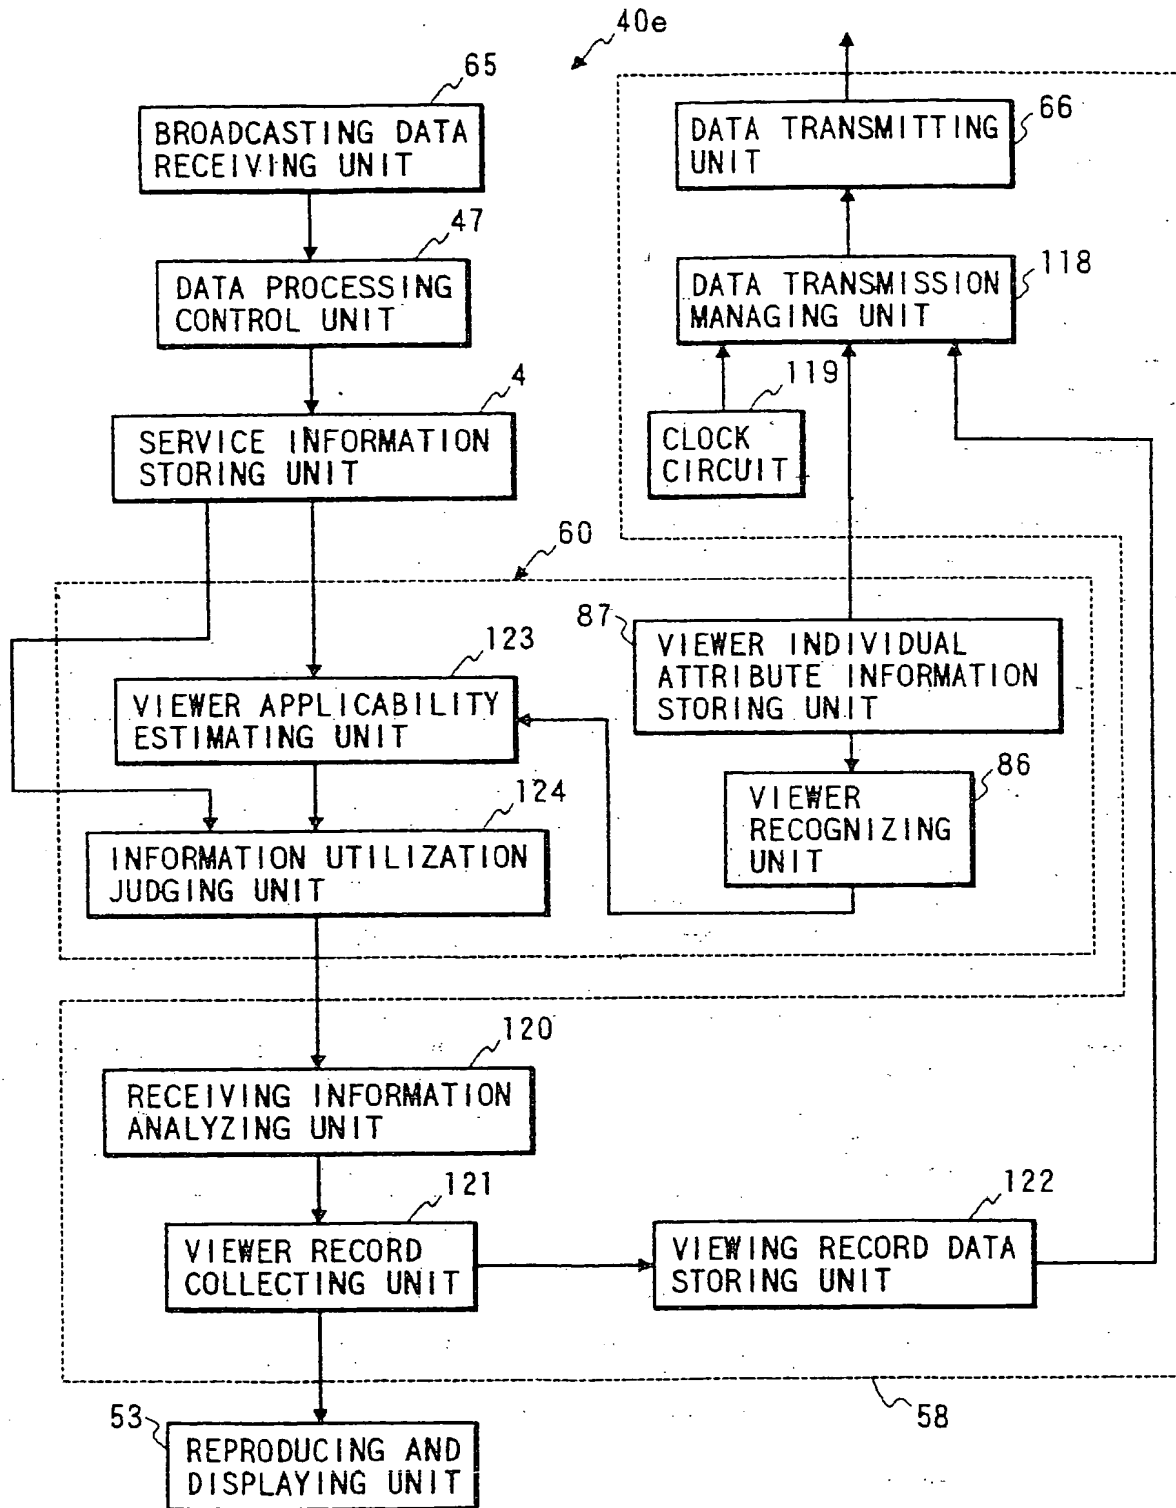 40e
65
BROADCASTING DATA
RECEIVING UNIT
66
DATA TRANSMITTING
UNIT
47
DATA PROCESSING
CONTROL UNIT
118
DATA TRANSMISSION
MANAGING UNIT
4
SERVICE INFORMATION
STORING UNIT
119
CLOCK
CIRCUIT
60
87
VIEWER INDIVIDUAL
ATTRIBUTE INFORMATION
STORING UNIT
123
VIEWER APPLICABILITY
ESTIMATING UNIT
86
VIEWER
RECOGNIZING
UNIT
124
INFORMATION UTILIZATION
JUDGING UNIT
120
RECEIVING INFORMATION
ANALYZING UNIT
121
VIEWER RECORD
COLLECTING UNIT
122
VIEWING RECORD DATA
STORING UNIT
58
53
REPRODUCING AND
DISPLAYING UNIT